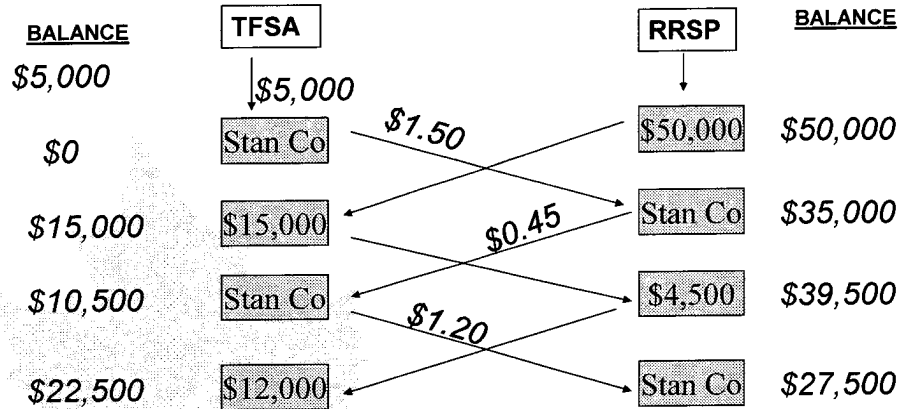 BALANCE TFSA RRSP BALANCE
$5,000
$5,000
Stan Co $1.50 $50,000 $50,000
$0
$15,000 $15,000 $0.45 Stan Co $35,000
$10,500 Stan Co $4,500 $39,500
$1.20
$22,500 $12,000 Stan Co $27,500